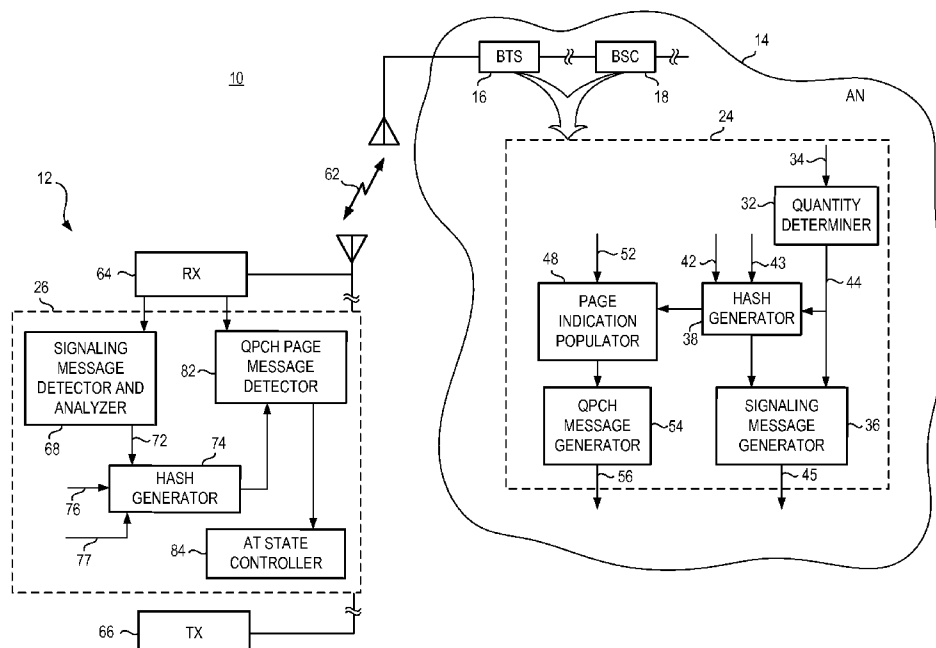 10
12
14
BTS
16
BSC
18
AN
24
34
32
QUANTITY
DETERMINER
62
52
42
43
44
48
PAGE
INDICATION
POPULATOR
HASH
GENERATOR
38
QPCH
MESSAGE
GENERATOR
54
SIGNALING
MESSAGE
GENERATOR
36
56
45
64
RX
26
SIGNALING
MESSAGE
DETECTOR AND
ANALYZER
68
82
QPCH PAGE
MESSAGE
DETECTOR
72
74
HASH
GENERATOR
76
77
84
AT STATE
CONTROLLER
66
TX